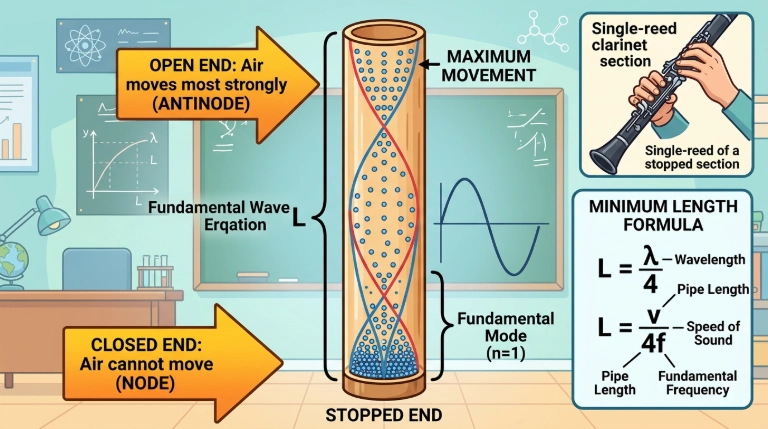 OPEN END: Air
moves most strongly
(ANTINODE)
MAXIMUM
MOVEMENT
Single-reed
clarinet
section
Single-reed of a
stopped section
y
λ
L
x
Fundamental Wave
Erqation
L
MINIMUM LENGTH
FORMULA
L = λ/4
Wavelength
Pipe Length
L = v/4f
Speed of
Sound
Pipe
Length
Fundamental
Frequency
Fundamental
Mode
(n=1)
CLOSED END:
Air cannot move
(NODE)
STOPPED END